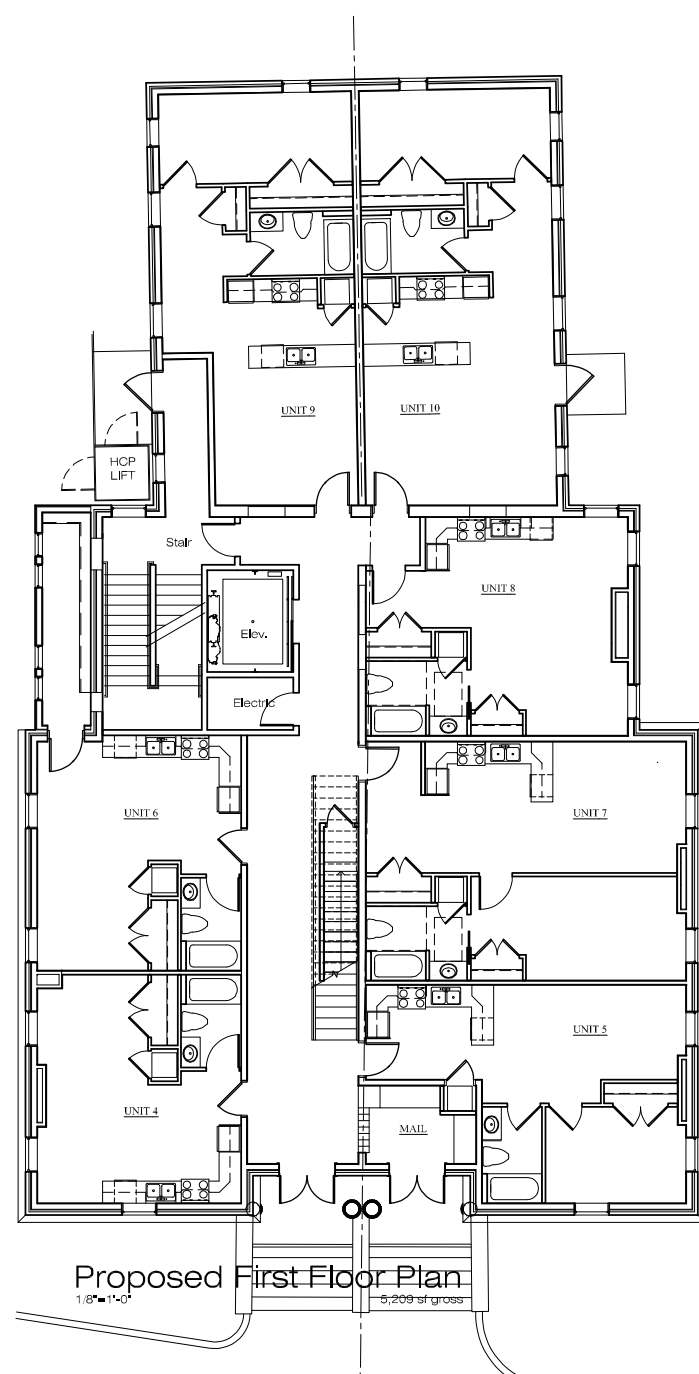 UNIT 9
UNIT 10
HCP
LIFT
Stair
UNIT 8
Elev.
Electric
UNIT 6
UNIT 7
UNIT 5
UNIT 4
MAIL
Proposed First Floor Plan
1/8"=1'-0" 5,209 sf gross